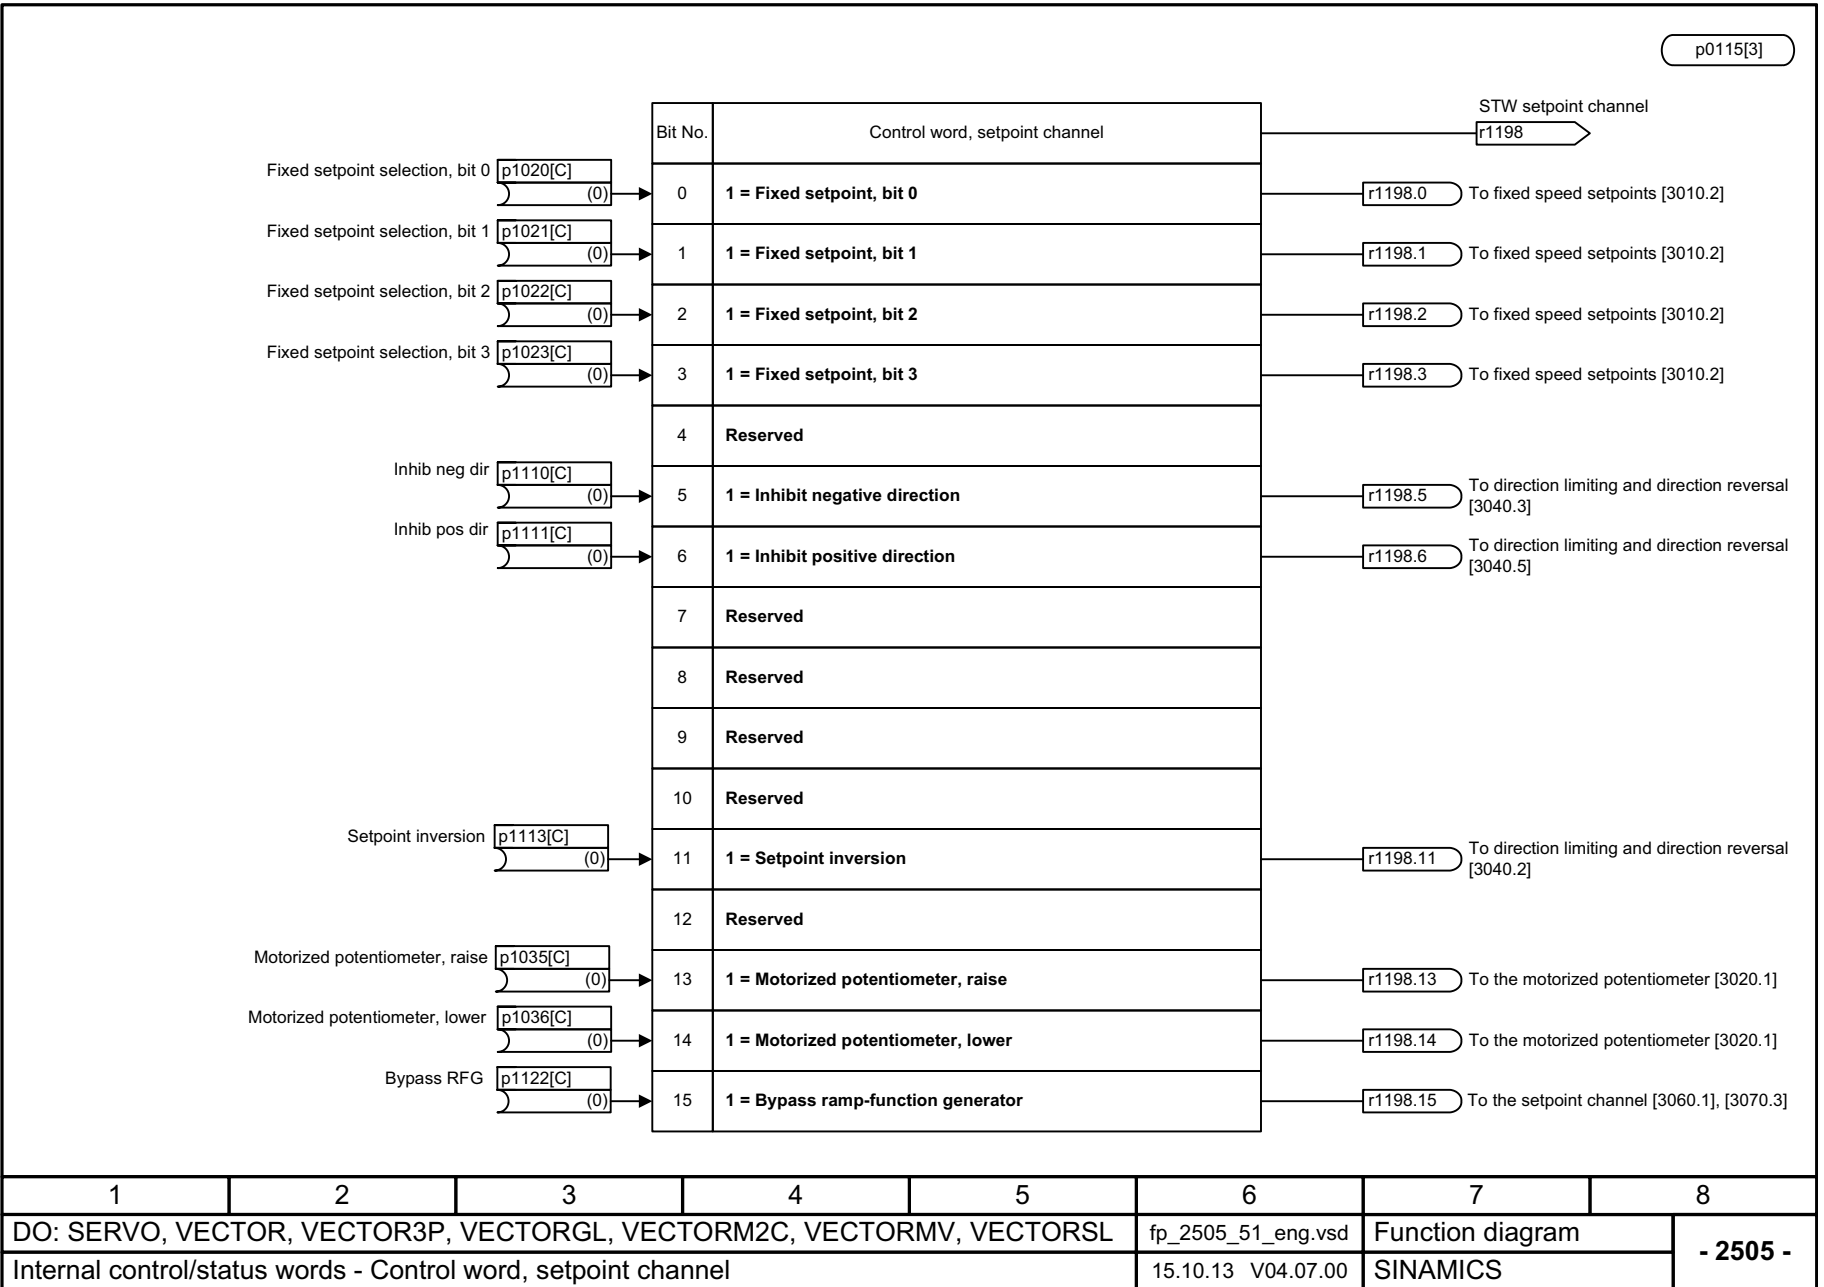 p0115[3]
STW setpoint channel
Bit No. Control word, setpoint channel r1198
Fixed setpoint selection, bit 0 p1020[C]
(0) 0 1 = Fixed setpoint, bit 0 r1198.0 To fixed speed setpoints [3010.2]
Fixed setpoint selection, bit 1 p1021[C]
(0) 1 1 = Fixed setpoint, bit 1 r1198.1 To fixed speed setpoints [3010.2]
Fixed setpoint selection, bit 2 p1022[C]
(0) 2 1 = Fixed setpoint, bit 2 r1198.2 To fixed speed setpoints [3010.2]
Fixed setpoint selection, bit 3 p1023[C]
(0) 3 1 = Fixed setpoint, bit 3 r1198.3 To fixed speed setpoints [3010.2]
4 Reserved
Inhib neg dir p1110[C]
(0) 5 1 = Inhibit negative direction r1198.5 To direction limiting and direction reversal
[3040.3]
Inhib pos dir p1111[C]
(0) 6 1 = Inhibit positive direction r1198.6 To direction limiting and direction reversal
[3040.5]
7 Reserved
8 Reserved
9 Reserved
10 Reserved
Setpoint inversion p1113[C]
(0) 11 1 = Setpoint inversion r1198.11 To direction limiting and direction reversal
[3040.2]
12 Reserved
Motorized potentiometer, raise p1035[C]
(0) 13 1 = Motorized potentiometer, raise r1198.13 To the motorized potentiometer [3020.1]
Motorized potentiometer, lower p1036[C]
(0) 14 1 = Motorized potentiometer, lower r1198.14 To the motorized potentiometer [3020.1]
Bypass RFG p1122[C]
(0) 15 1 = Bypass ramp-function generator r1198.15 To the setpoint channel [3060.1], [3070.3]
1 2 3 4 5 6 7 8
DO: SERVO, VECTOR, VECTOR3P, VECTORGL, VECTORM2C, VECTORMV, VECTORSL fp_2505_51_eng.vsd Function diagram
- 2505 -
Internal control/status words - Control word, setpoint channel 15.10.13 V04.07.00 SINAMICS